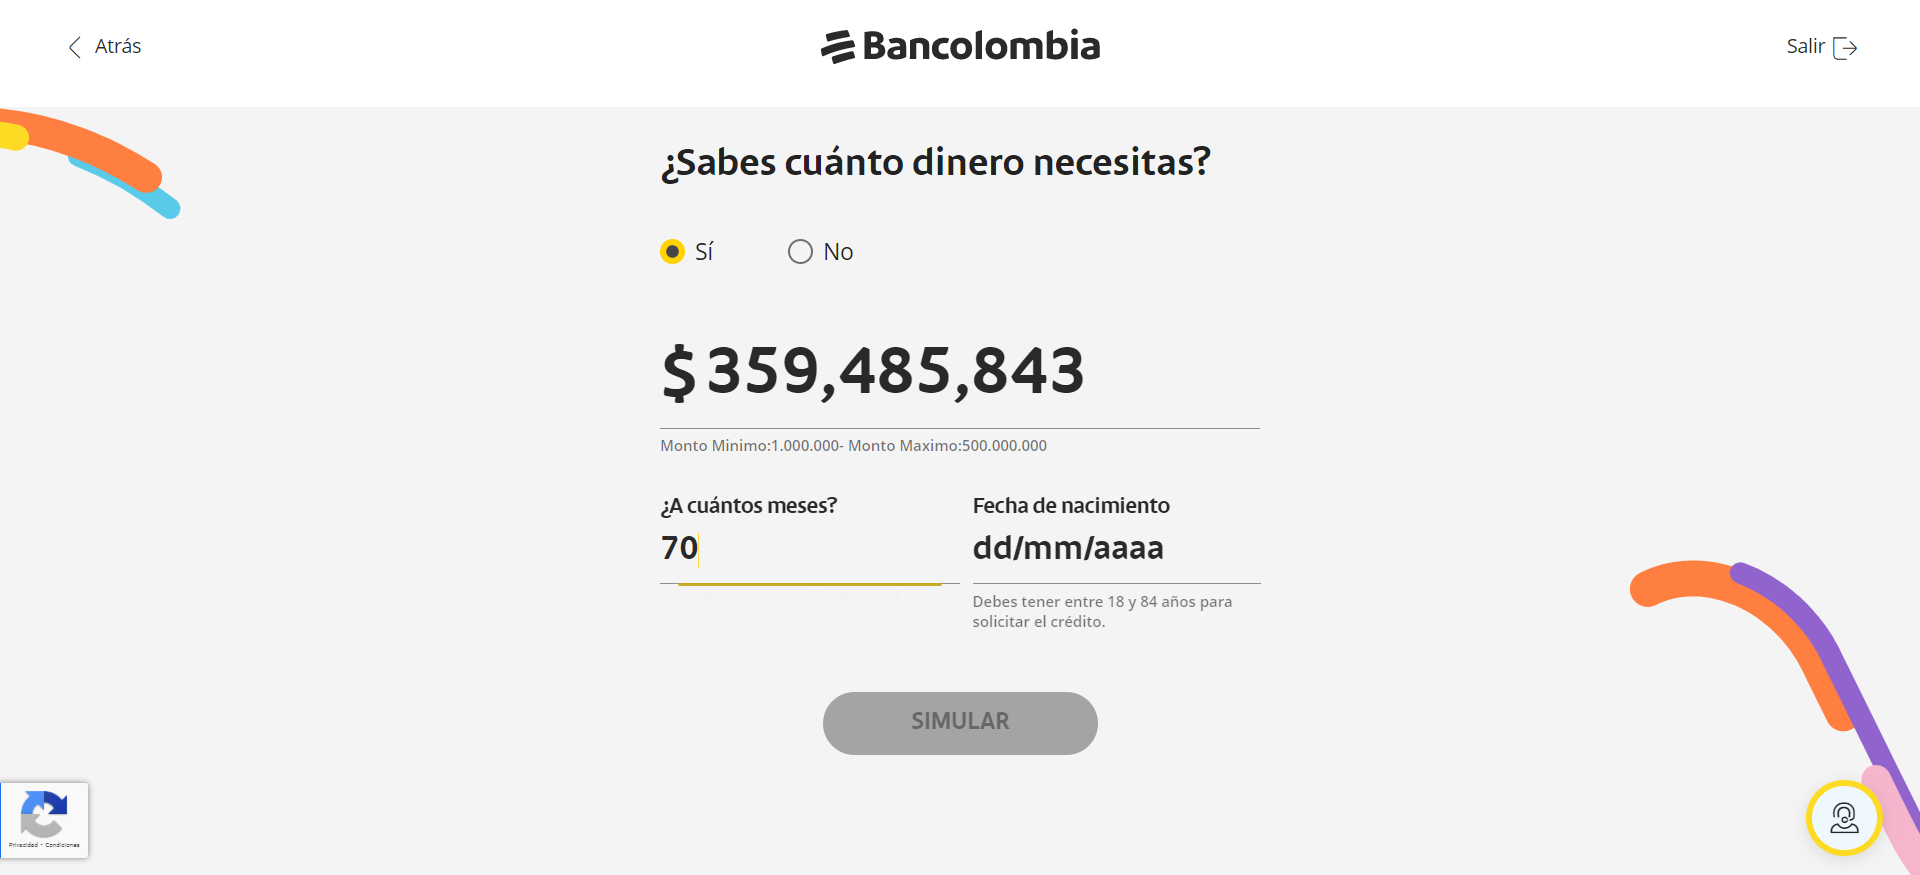 Atrás
Bancolombia
Salir
¿Sabes cuánto dinero necesitas?
Sí
No
$359,485,843
Monto Minimo:1.000.000- Monto Maximo:500.000.000
¿A cuántos meses?
Fecha de nacimiento
70
dd/mm/aaaa
Debes tener entre 18 y 84 años para
solicitar el crédito.
SIMULAR
Privacidad - Condiciones